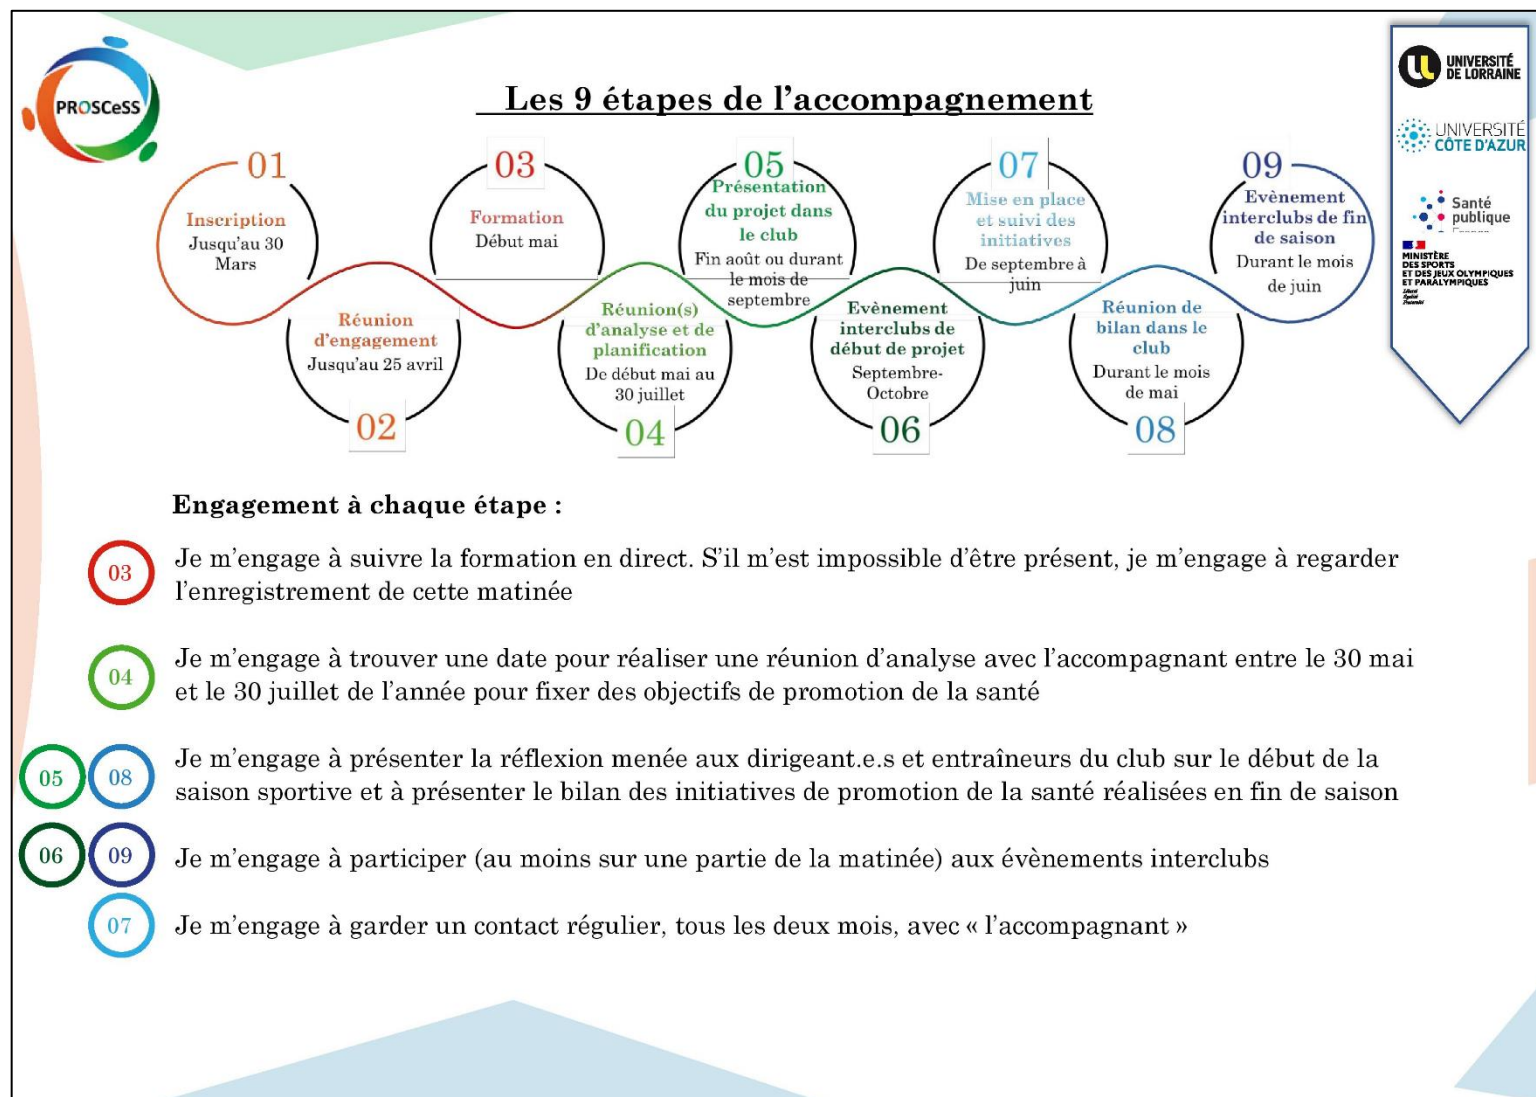 PROSCeSS
Les 9 étapes de l’accompagnement
UNIVERSITÉ
DE LORRAINE
UNIVERSITÉ
CÔTE D'AZUR
Santé
publique
MINISTÈRE
DES SPORTS
ET DES JEUX OLYMPIQUES
ET PARALYMPIQUES
01
Inscription
Jusqu’au 30
Mars
02
Réunion
d’engagement
Jusqu’au 25 avril
03
Formation
Début mai
04
Réunion(s)
d’analyse et de
planification
De début mai au
30 juillet
05
Présentation
du projet dans
le club
Fin août ou durant
le mois de
septembre
06
Evènement
interclubs de
début de projet
Septembre-
Octobre
07
Mise en place
et suivi des
initiatives
De septembre à
juin
08
Réunion de
bilan dans le
club
Durant le mois
de mai
09
Evènement
interclubs de fin
de saison
Durant le mois
de juin
Engagement à chaque étape :
03
Je m’engage à suivre la formation en direct. S’il m’est impossible d’être présent, je m’engage à regarder
l’enregistrement de cette matinée
04
Je m’engage à trouver une date pour réaliser une réunion d’analyse avec l’accompagnant entre le 30 mai
et le 30 juillet de l’année pour fixer des objectifs de promotion de la santé
05 08
Je m’engage à présenter la réflexion menée aux dirigeant.e.s et entraîneurs du club sur le début de la
saison sportive et à présenter le bilan des initiatives de promotion de la santé réalisées en fin de saison
06 09
Je m’engage à participer (au moins sur une partie de la matinée) aux évènements interclubs
07
Je m’engage à garder un contact régulier, tous les deux mois, avec « l’accompagnant »